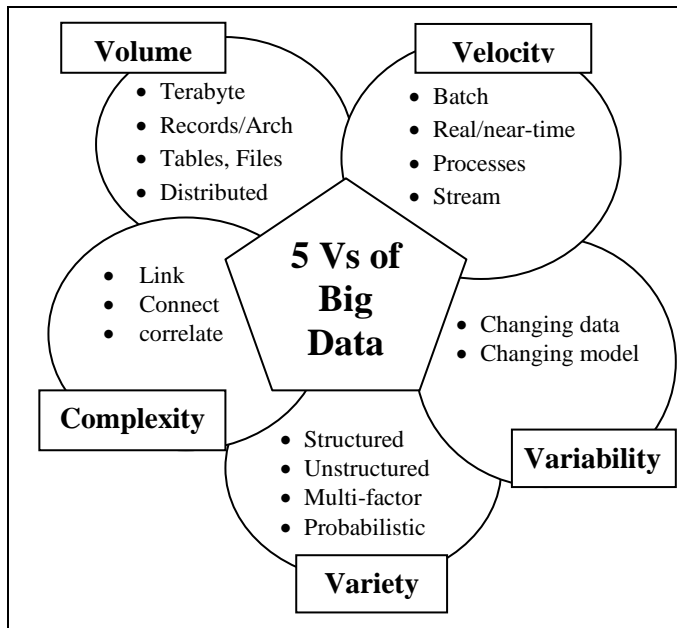 Volume
• Terabyte
• Records/Arch
• Tables, Files
• Distributed
Velocity
• Batch
• Real/near-time
• Processes
• Stream
5 Vs of
Big
Data
• Link
• Connect
• correlate
Complexity
• Changing data
• Changing model
Variability
• Structured
• Unstructured
• Multi-factor
• Probabilistic
Variety